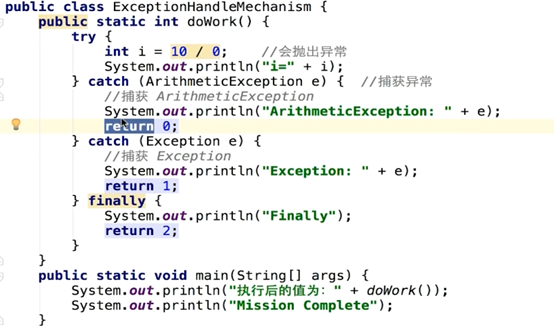 public class ExceptionHandleMechanism {
    public static int doWork() {
        try {
            int i = 10 / 0;    //会抛出异常
            System.out.println("i=" + i);
        } catch (ArithmeticException e) {  //捕获异常
            //捕获 ArithmeticException
            System.out.println("ArithmeticException: " + e);
            return 0;
        } catch (Exception e) {
            //捕获 Exception
            System.out.println("Exception: " + e);
            return 1;
        } finally {
            System.out.println("Finally");
            return 2;
        }
    }
    public static void main(String[] args) {
        System.out.println("执行后的值为：" + doWork());
        System.out.println("Mission Complete");
    }